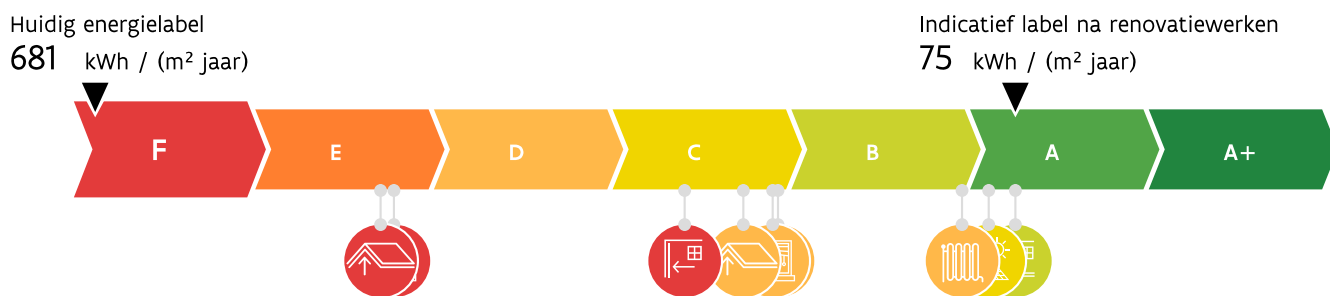 Huidig energielabel
681 kWh / (m² jaar)
Indicatief label na renovatiewerken
75 kWh / (m² jaar)
F E D C B A A+